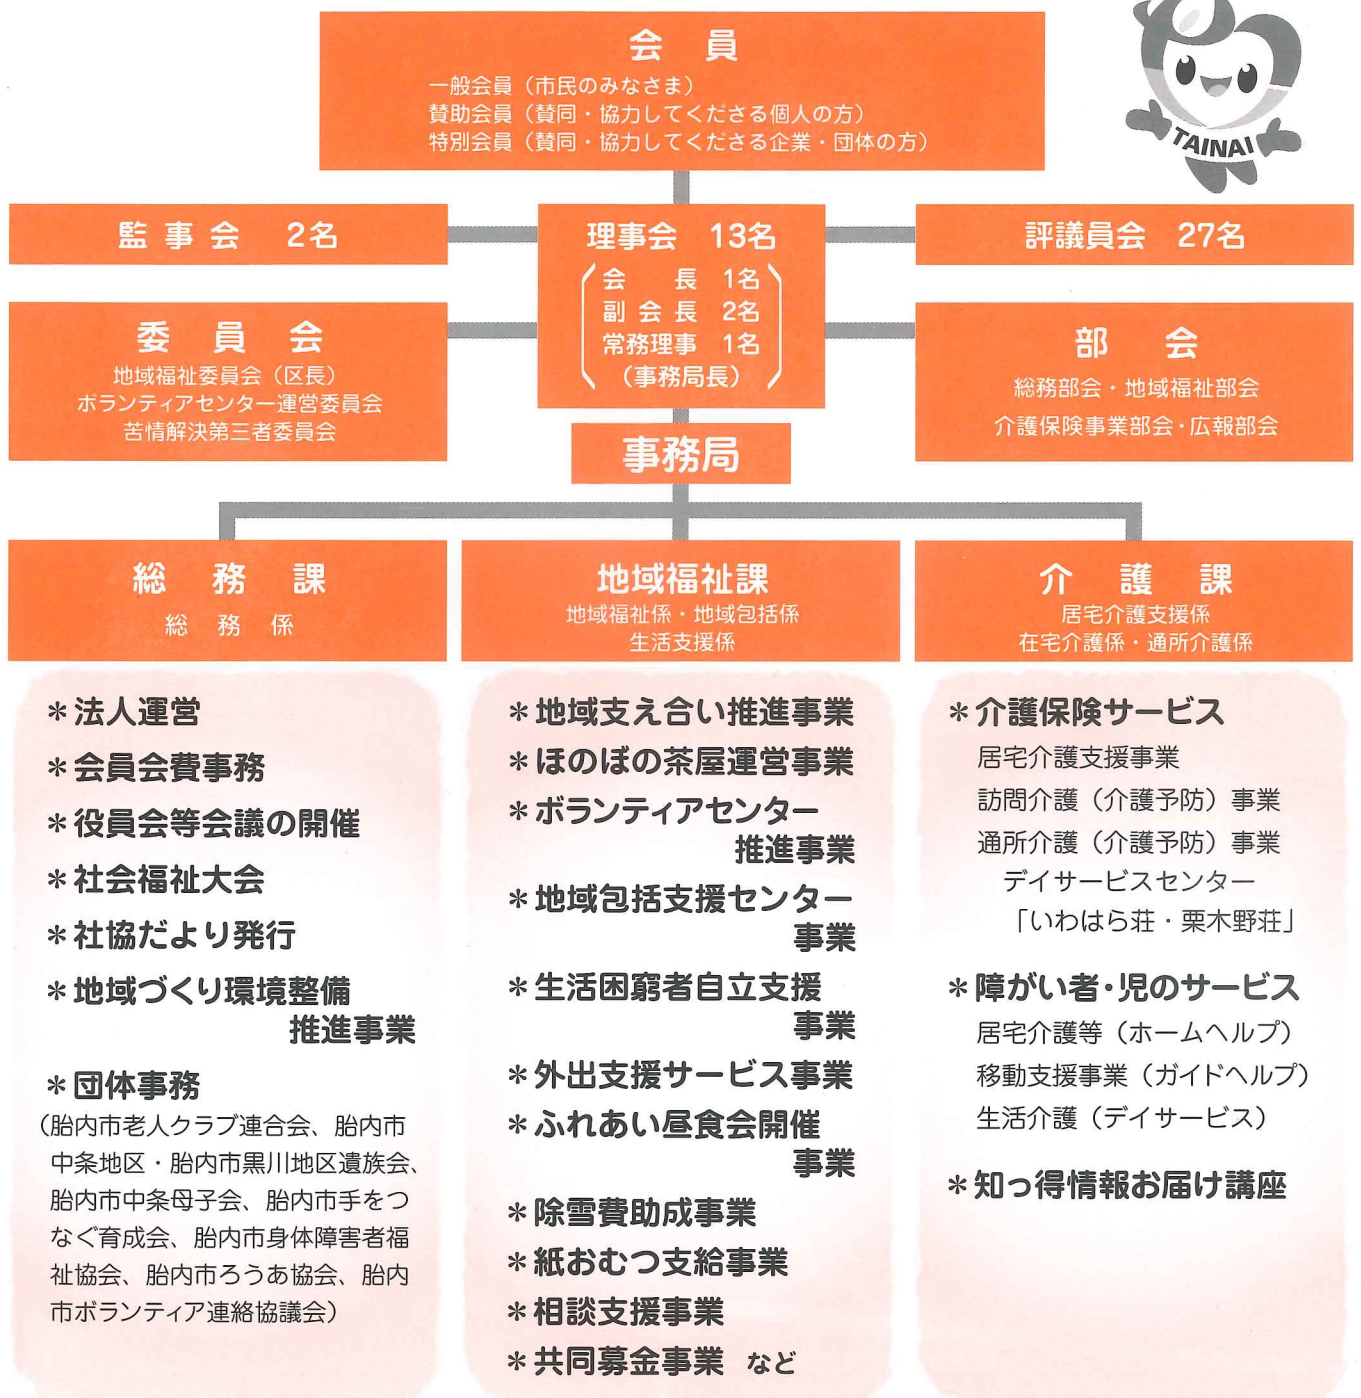 会 員
一般会員（市民のみなさま）
賛助会員（賛同・協力してくださる個人の方）
特別会員（賛同・協力してくださる企業・団体の方）
TAINAI
監 事 会 2名
理事会 13名
会 長 1名
副 会 長 2名
常務理事 1名
（事務局長）
評議員会 27名
委 員 会
地域福祉委員会（区長）
ボランティアセンター運営委員会
苦情解決第三者委員会
部 会
総務部会・地域福祉部会
介護保険事業部会・広報部会
事務局
総 務 課
総 務 係
地域福祉課
地域福祉係・地域包括係
生活支援係
介 護 課
居宅介護支援係
在宅介護係・通所介護係
＊法人運営
＊会員会費事務
＊役員会等会議の開催
＊社会福祉大会
＊社協だより発行
＊地域づくり環境整備
推進事業
＊団体事務
（胎内市老人クラブ連合会、胎内市
中条地区・胎内市黒川地区遺族会、
胎内市中条母子会、胎内市手をつ
なぐ育成会、胎内市身体障害者福
祉協会、胎内市ろうあ協会、胎内
市ボランティア連絡協議会）
＊地域支え合い推進事業
＊ほのぼの茶屋運営事業
＊ボランティアセンター
推進事業
＊地域包括支援センター
事業
＊生活困窮者自立支援
事業
＊外出支援サービス事業
＊ふれあい昼食会開催
事業
＊除雪費助成事業
＊紙おむつ支給事業
＊相談支援事業
＊共同募金事業 など
＊介護保険サービス
居宅介護支援事業
訪問介護（介護予防）事業
通所介護（介護予防）事業
デイサービスセンター
「いわはら荘・栗木野荘」
＊障がい者・児のサービス
居宅介護等（ホームヘルプ）
移動支援事業（ガイドヘルプ）
生活介護（デイサービス）
＊知っ得情報お届け講座